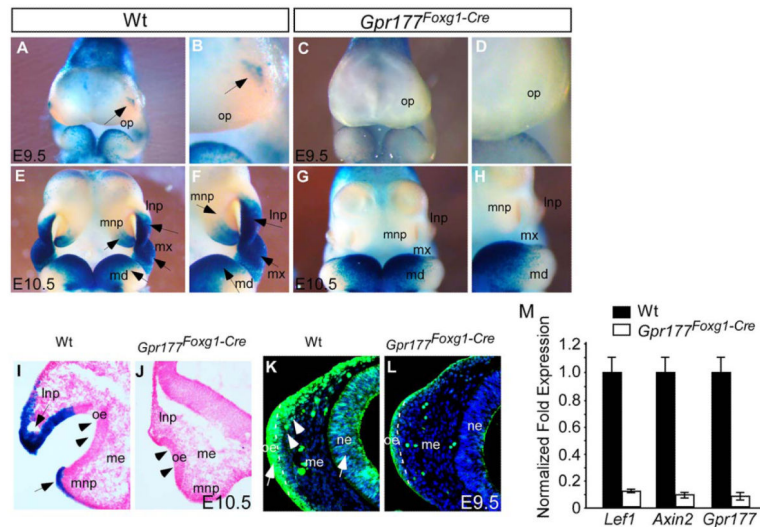 Wt
Gpr177Foxg1-Cre
A
B
C
D
op
op
op
op
E9.5
E9.5
E
F
G
H
lnp
mnp
mx
md
E10.5
mnp
lnp
mx
md
lnp
mnp
mx
md
E10.5
mnp
lnp
mx
md
Wt
Gpr177Foxg1-Cre
Wt
Gpr177Foxg1-Cre
I
lnp
oe
me
mnp
J
lnp
oe
me
mnp
E10.5
K
oe
ne
me
L
oe
ne
me
E9.5
M
Wt
Gpr177Foxg1-Cre
Normalized Fold Expression
1.2
1.0
0.8
0.6
0.4
0.2
0
Lef1 Axin2 Gpr177